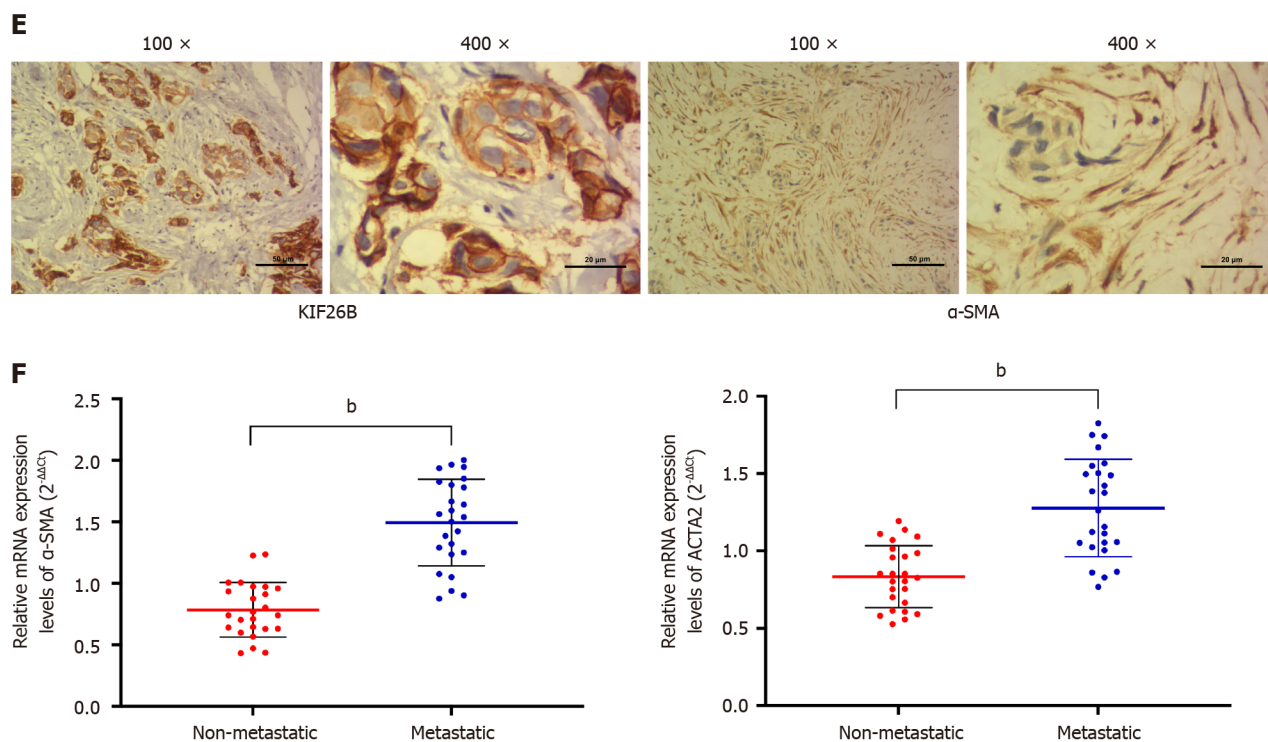 E
100 ×
400 ×
100 ×
400 ×
50 μm
20 μm
50 μm
20 μm
KIF26B
α-SMA
F
Relative mRNA expression
levels of α-SMA (2-ΔΔCt)
2.5
2.0
1.5
1.0
0.5
0.0
b
Non-metastatic
Metastatic
Relative mRNA expression
levels of ACTA2 (2-ΔΔCt)
2.0
1.5
1.0
0.5
0.0
b
Non-metastatic
Metastatic